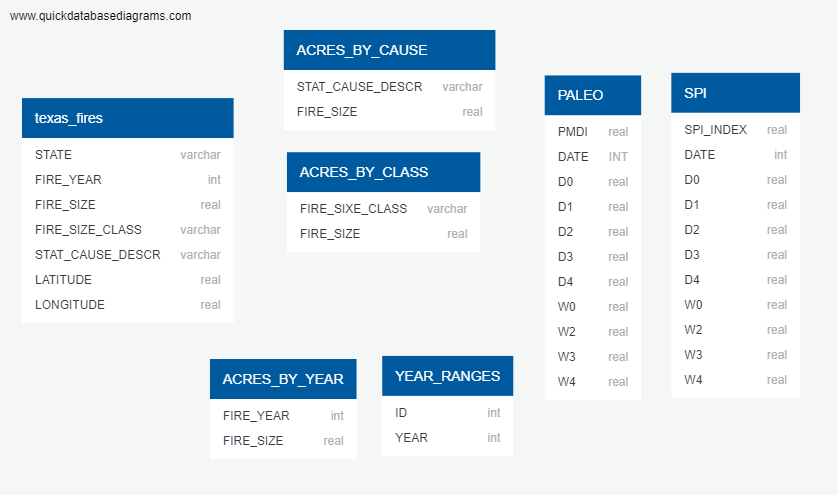 www.quickdatabasediagrams.com
texas_fires
STATE varchar
FIRE_YEAR int
FIRE_SIZE real
FIRE_SIZE_CLASS varchar
STAT_CAUSE_DESCR varchar
LATITUDE real
LONGITUDE real
ACRES_BY_CAUSE
STAT_CAUSE_DESCR varchar
FIRE_SIZE real
ACRES_BY_CLASS
FIRE_SIXE_CLASS varchar
FIRE_SIZE real
ACRES_BY_YEAR
FIRE_YEAR int
FIRE_SIZE real
YEAR_RANGES
ID int
YEAR int
PALEO
PMDI real
DATE INT
D0 real
D1 real
D2 real
D3 real
D4 real
W0 real
W2 real
W3 real
W4 real
SPI
SPI_INDEX real
DATE int
D0 real
D1 real
D2 real
D3 real
D4 real
W0 real
W2 real
W3 real
W4 real